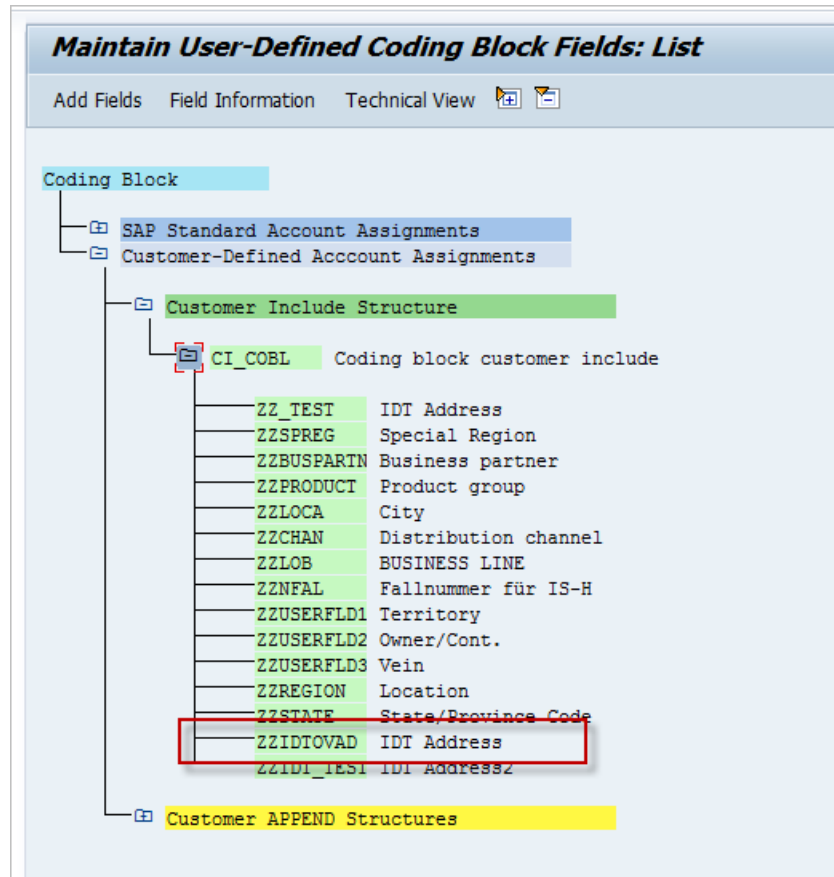 Maintain User-Defined Coding Block Fields: List
Add Fields Field Information Technical View
Coding Block
SAP Standard Account Assignments
Customer-Defined Acccount Assignments
Customer Include Structure
CI_COBL Coding block customer include
ZZ_TEST IDT Address
ZZSPREG Special Region
ZZBUSPARTN Business partner
ZZPRODUCT Product group
ZZLOCA City
ZZCHAN Distribution channel
ZZLOB BUSINESS LINE
ZZNFAL Fallnummer für IS-H
ZZUSERFLD1 Territory
ZZUSERFLD2 Owner/Cont.
ZZUSERFLD3 Vein
ZZREGION Location
ZZSTATE State/Province Code
ZZIDTOVAD IDT Address
ZZIDT_TEST IDT Address2
Customer APPEND Structures